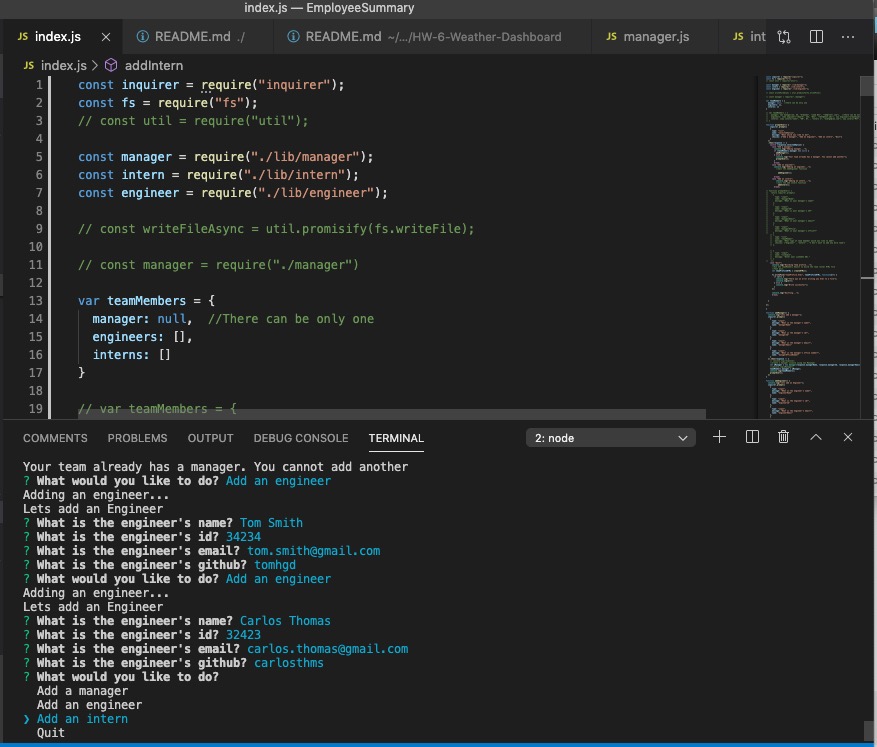 index.js — EmployeeSummary
JS index.js × README.md ./ README.md ~/.../HW-6-Weather-Dashboard JS manager.js JS int ...
JS index.js > addIntern
1 const inquirer = require("inquirer");
2 const fs = require("fs");
3 // const util = require("util");
4
5 const manager = require("./lib/manager");
6 const intern = require("./lib/intern");
7 const engineer = require("./lib/engineer");
8
9 // const writeFileAsync = util.promisify(fs.writeFile);
10
11 // const manager = require("./manager")
12
13 var teamMembers = {
14 manager: null, //There can be only one
15 engineers: [],
16 interns: []
17 }
18
19 // var teamMembers = {
COMMENTS PROBLEMS OUTPUT DEBUG CONSOLE TERMINAL 2: node
Your team already has a manager. You cannot add another
? What would you like to do? Add an engineer
Adding an engineer...
Lets add an Engineer
? What is the engineer's name? Tom Smith
? What is the engineer's id? 34234
? What is the engineer's email? tom.smith@gmail.com
? What is the engineer's github? tomhgd
? What would you like to do? Add an engineer
Adding an engineer...
Lets add an Engineer
? What is the engineer's name? Carlos Thomas
? What is the engineer's id? 32423
? What is the engineer's email? carlos.thomas@gmail.com
? What is the engineer's github? carlosthms
? What would you like to do?
Add a manager
Add an engineer
❯ Add an intern
Quit